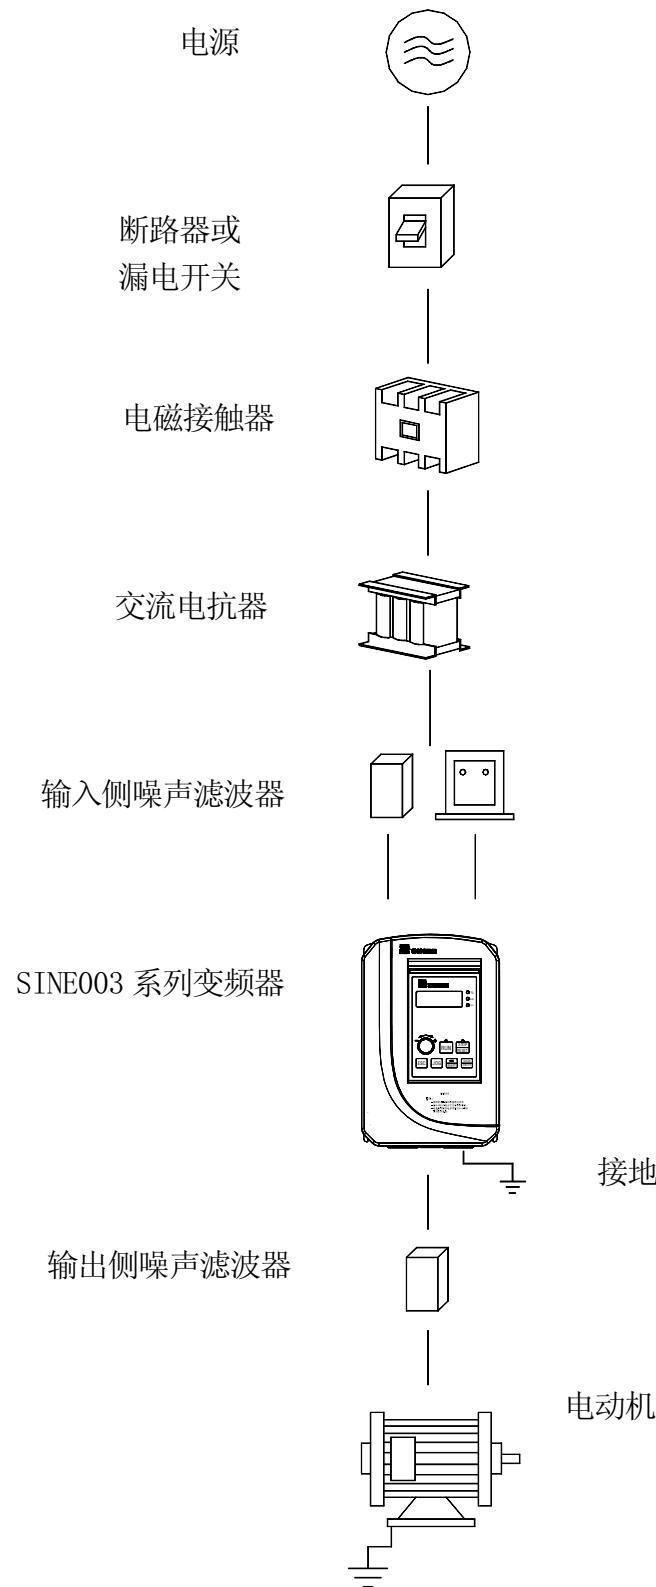 电源
断路器或
漏电开关
电磁接触器
交流电抗器
输入侧噪声滤波器
SINE003 系列变频器
RUN
接地
输出侧噪声滤波器
电动机